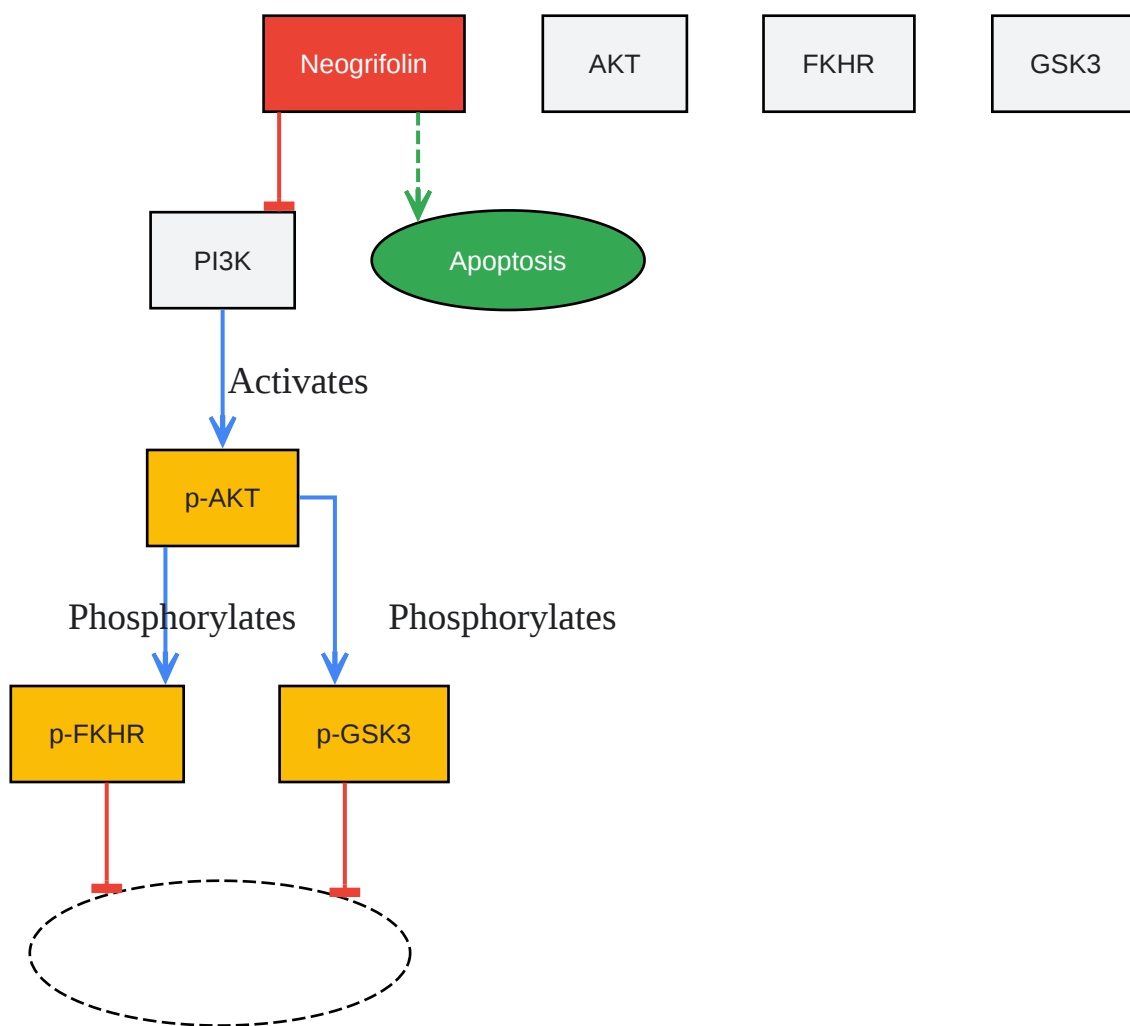 Neogrifolin
AKT
FKHR
GSK3
PI3K
Apoptosis
Activates
p-AKT
Phosphorylates
Phosphorylates
p-FKHR
p-GSK3